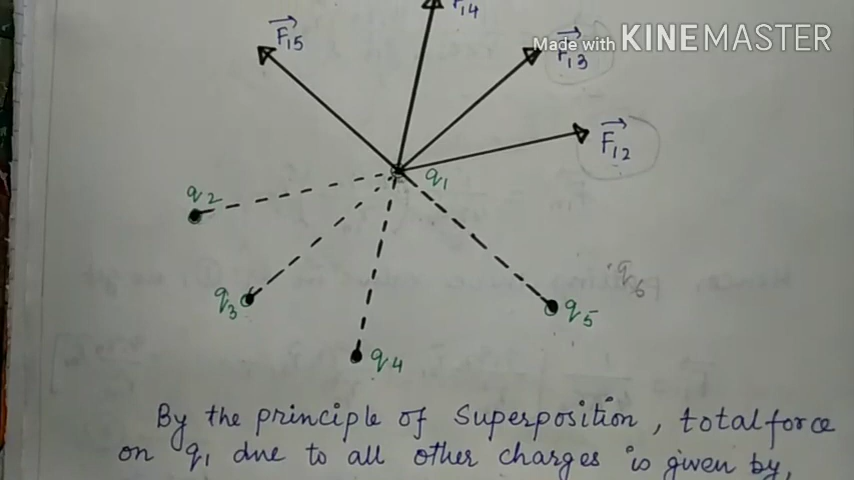 F14
F15
Made with KINEMASTER
F13
F12
q1
q2
q6
q3
q5
q4
By the principle of Superposition, total force
on q1 due to all other charges is given by,